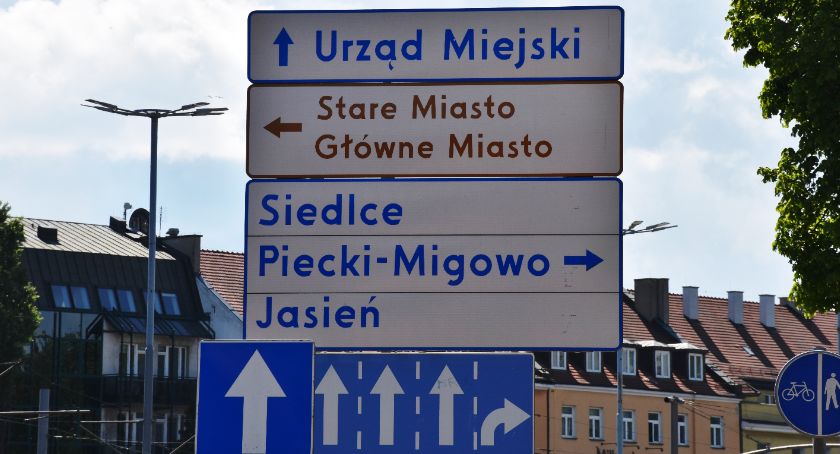 Urząd Miejski
Stare Miasto
Główne Miasto
Siedlce
Piecki-Migowo
Jasień